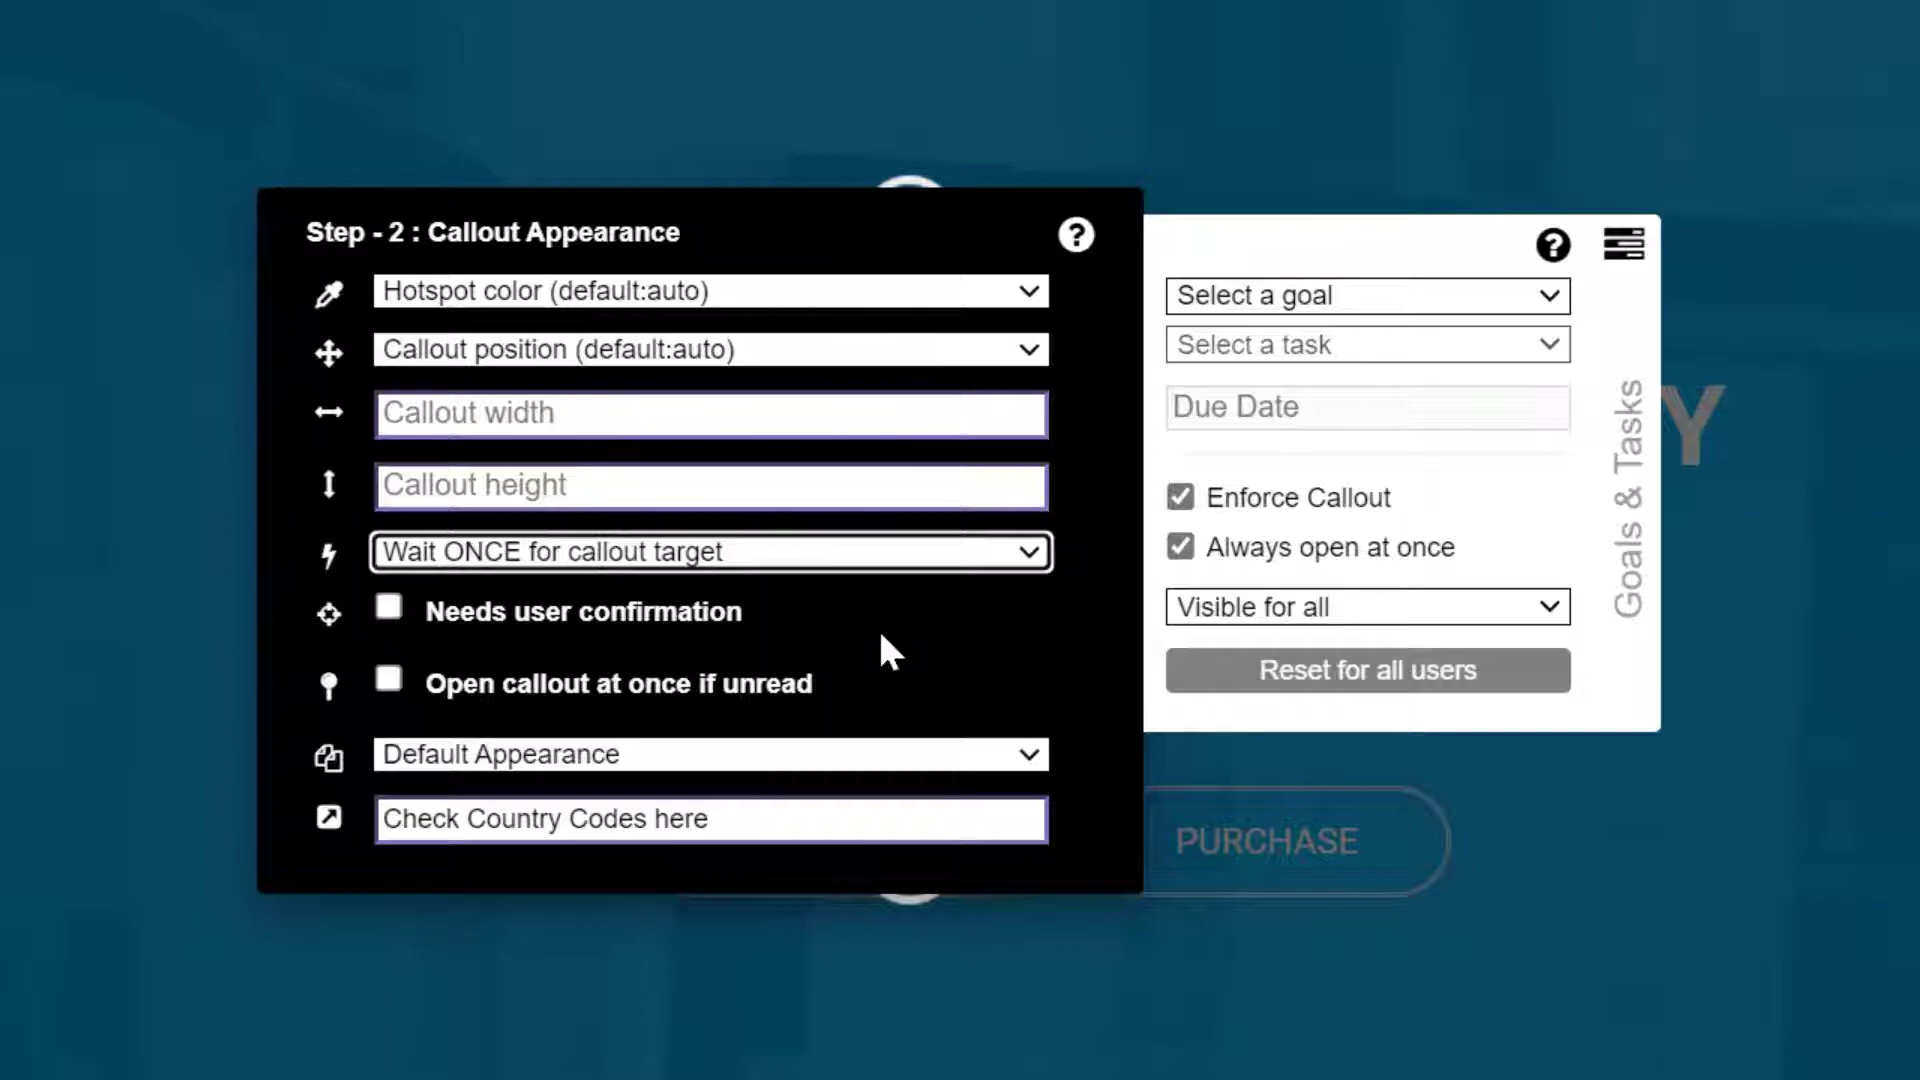 Step - 2 : Callout Appearance
?
Hotspot color (default:auto)
Callout position (default:auto)
Callout width
Callout height
Wait ONCE for callout target
Needs user confirmation
Open callout at once if unread
Default Appearance
Check Country Codes here
?
Select a goal
Select a task
Due Date
Enforce Callout
Always open at once
Visible for all
Reset for all users
Goals & Tasks
Y
PURCHASE